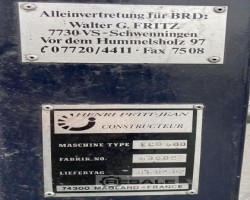 Alleinvertretung für BRD:
Walter G. FRITZ
7730-VS-Schwenningen
Vor dem Hummelsholz 97
✆ 07720/4411 - Fax 7508
HENRI PETIT-JEAN
CONSTRUCTEUR
MASCHINE TYPE
FABRIK.NO.
LIEFERTAG
74300 MAGLAND-FRANCE